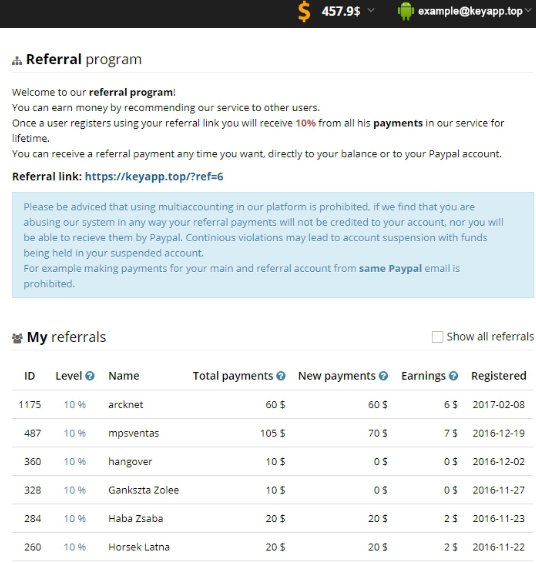 457.9$ example@keyapp.top
Referral program
Welcome to our referral program!
You can earn money by recommending our service to other users.
Once a user registers using your referral link you will receive 10% from all his payments in our service for
lifetime.
You can receive a referral payment any time you want, directly to your balance or to your Paypal account.
Referral link: https://keyapp.top/?ref=6
Please be adviced that using multiaccounting in our platform is prohibited, if we find that you are
abusing our system in any way your referral payments will not be credited to your account, nor you will
be able to recieve them by Paypal. Continious violations may lead to account suspension with funds
being held in your suspended account.
For example making payments for your main and referral account from same Paypal email is
prohibited.
My referrals Show all referrals
ID Level ? Name Total payments ? New payments ? Earnings ? Registered
1175 10 % arcknet 60 $ 60 $ 6 $ 2017-02-08
487 10 % mpsventas 105 $ 70 $ 7 $ 2016-12-19
360 10 % hangover 10 $ 0 $ 0 $ 2016-12-02
328 10 % Gankszta Zolee 10 $ 0 $ 0 $ 2016-11-27
284 10 % Haba Zsaba 20 $ 20 $ 2 $ 2016-11-23
260 10 % Horsek Latna 20 $ 20 $ 2 $ 2016-11-22